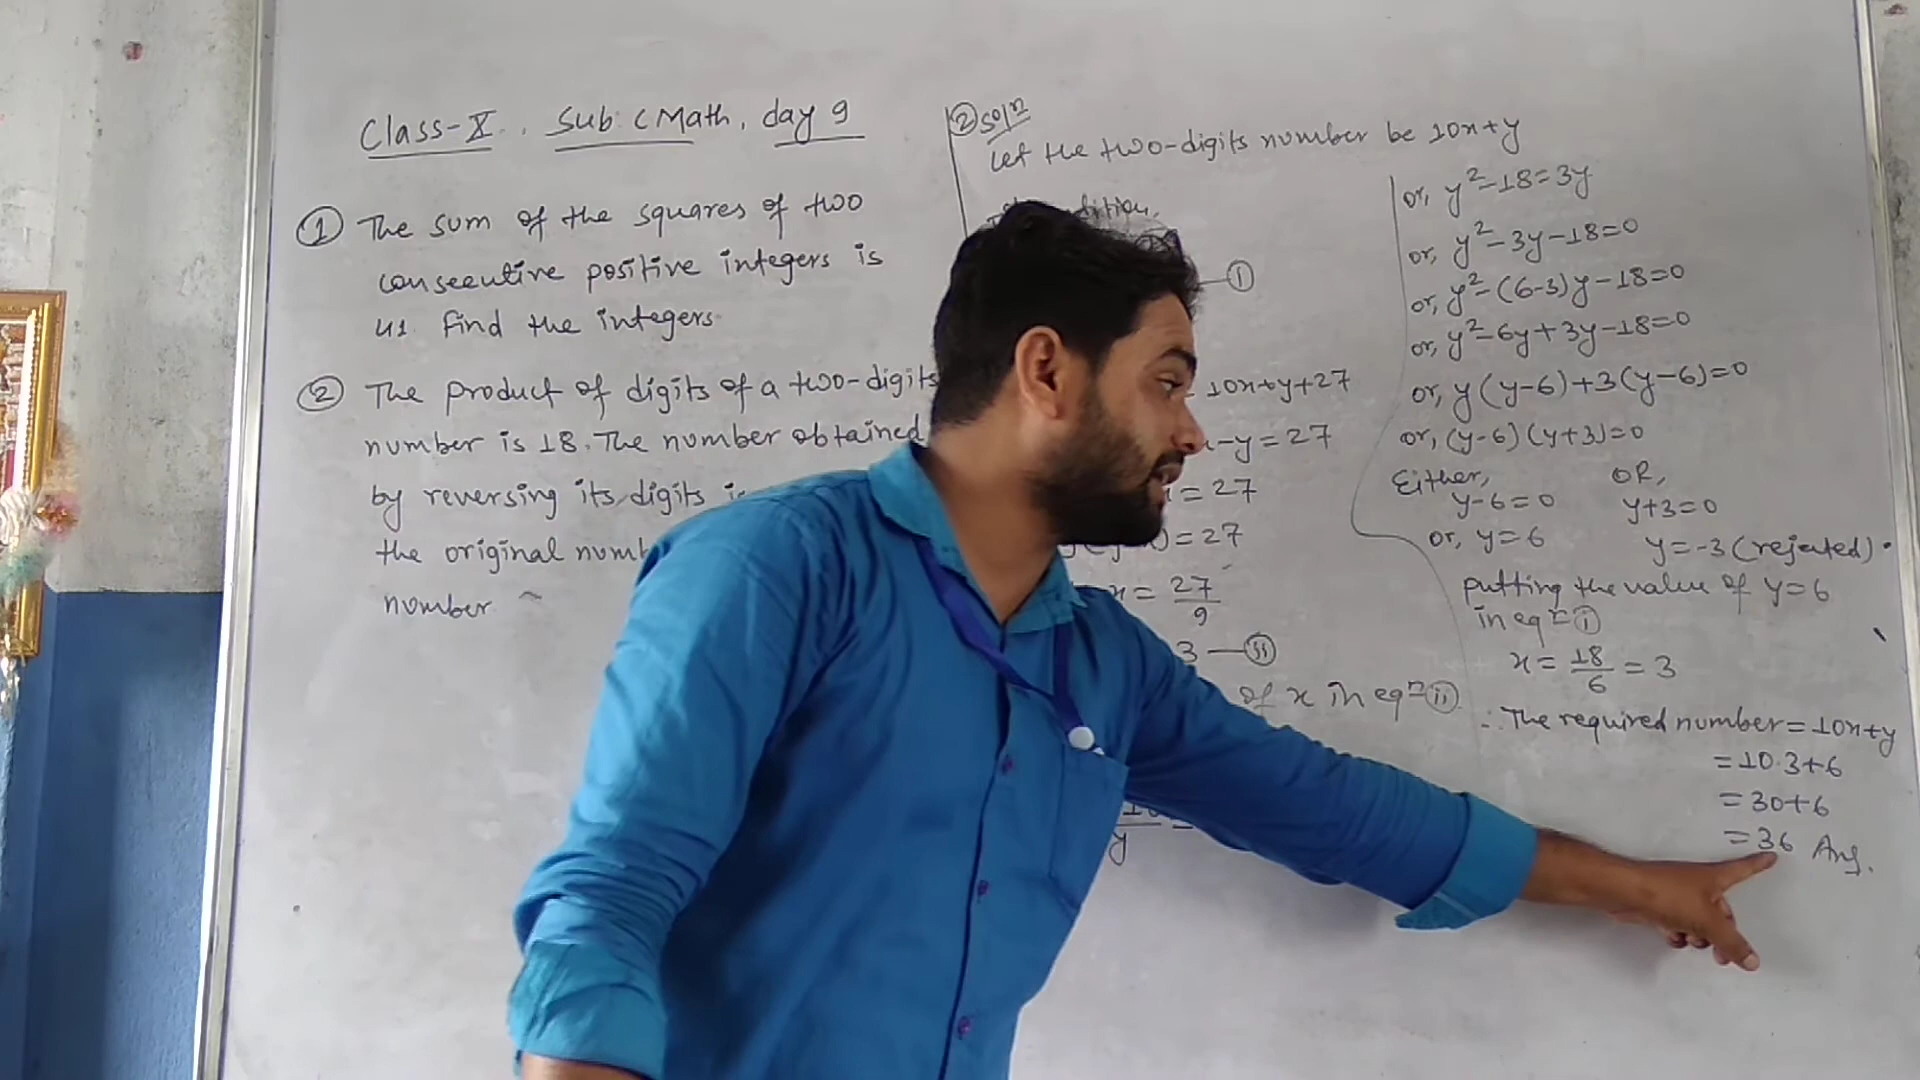 Class-X. Sub: CMath, day 9
① The sum of the squares of two
consecutive positive integers is
41. find the integers.
② The product of digits of a two-digits
number is 18. The number obtained
by reversing its digits is
the original
number
② Solⁿ
Let the two-digits number be 10x+y
①
10x+y+27
-y=27
=27
)=27
x=27/9
3 —⑪
of x in eqⁿ ⑪.
y
or, y²-18=3y
or, y²-3y-18=0
or, y²-(6-3)y-18=0
or, y²-6y+3y-18=0
or, y(y-6)+3(y-6)=0
or, (y-6)(y+3)=0
Either, OR,
y-6=0 y+3=0
or, y=6 y=-3 (rejected).
putting the value of y=6
in eqⁿ ①
x=18/6=3
∴ The required number=10x+y
=10.3+6
=30+6
=36 Ans.